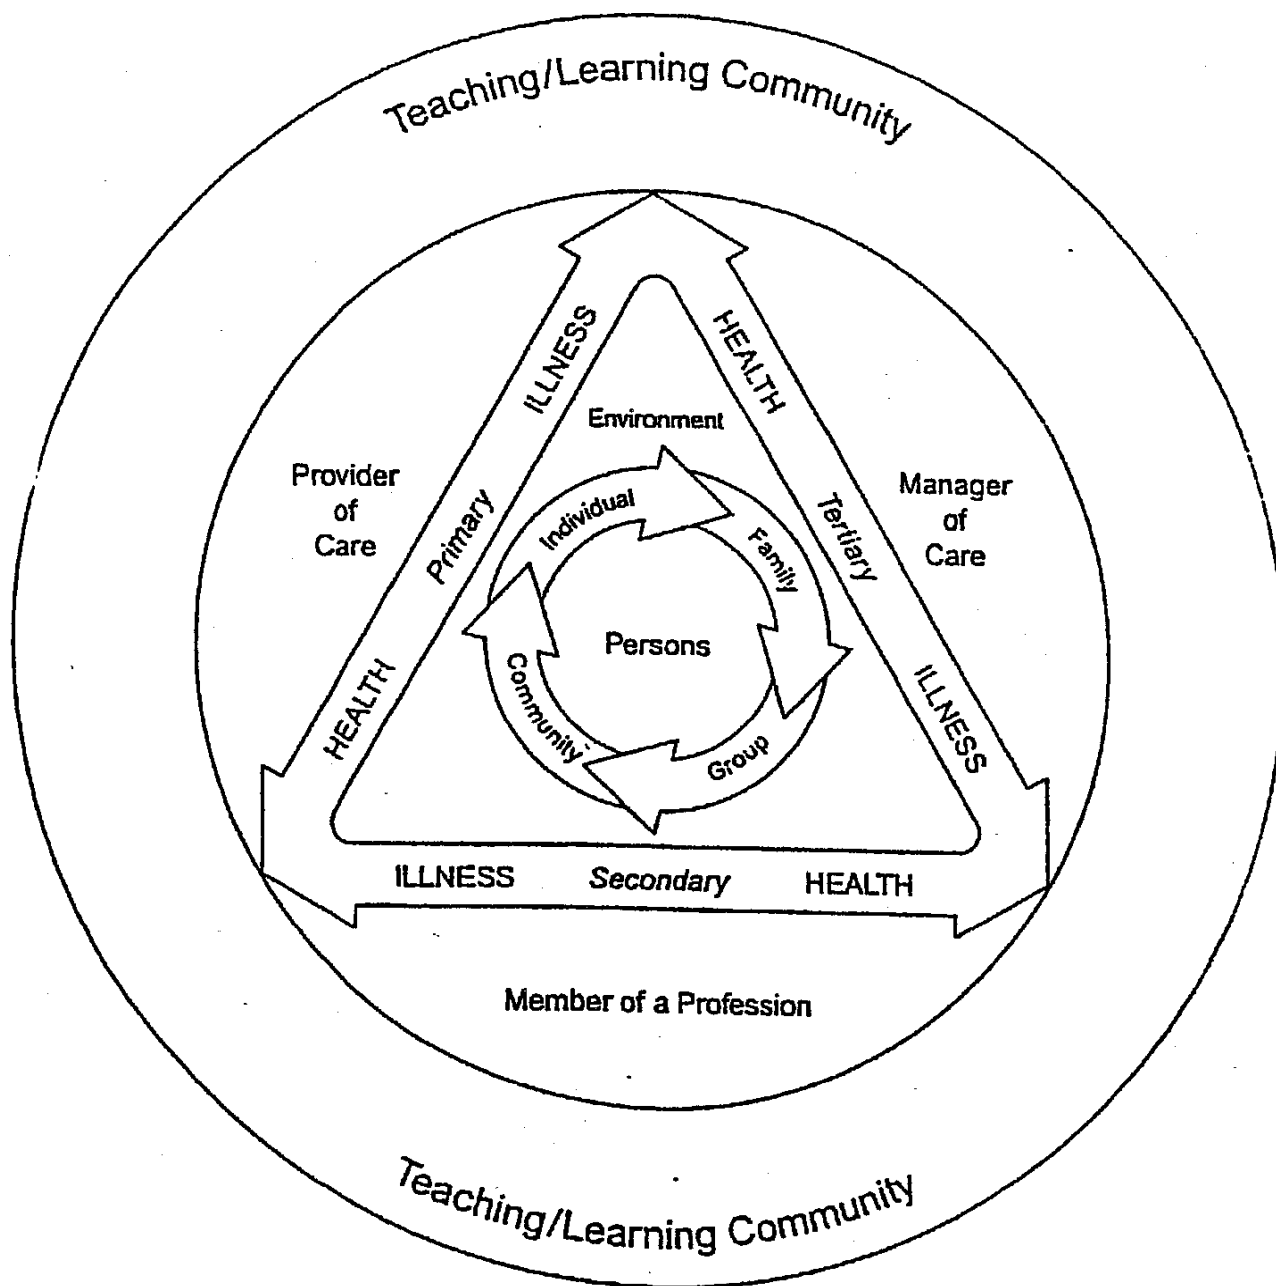 Teaching/Learning Community
ILLNESS
HEALTH
Environment
Provider
of
Care
Primary
Individual
Family
Tertiary
Manager
of
Care
Persons
HEALTH
Community
Group
ILLNESS
ILLNESS Secondary HEALTH
Member of a Profession
Teaching/Learning Community